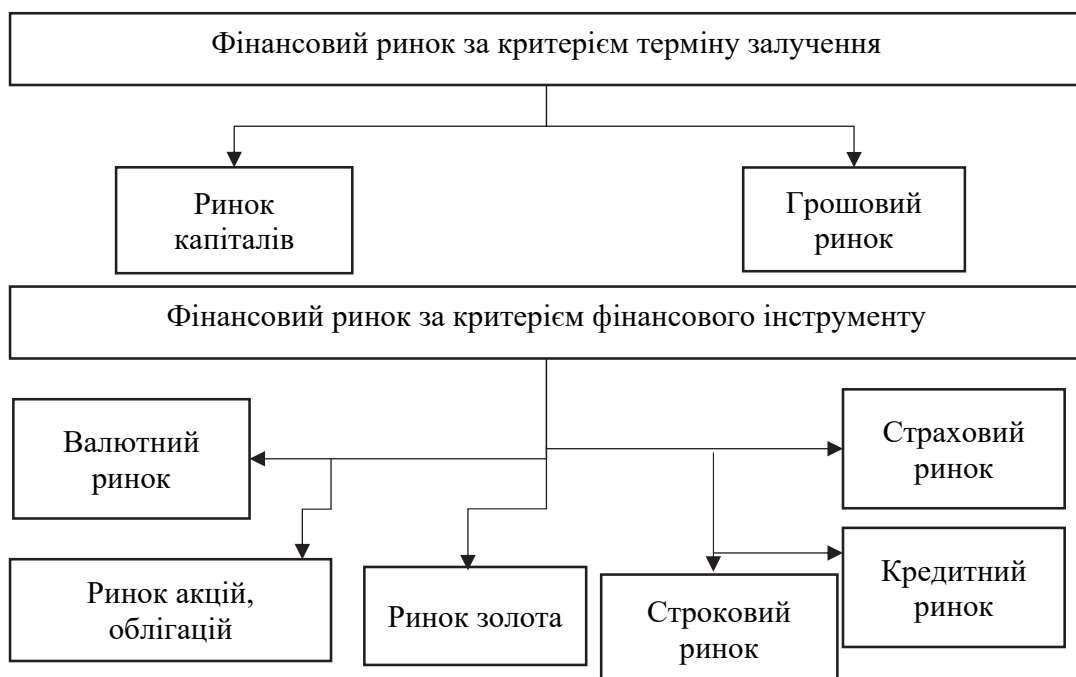 Фінансовий ринок за критерієм терміну залучення
Ринок
капіталів
Грошовий
ринок
Фінансовий ринок за критерієм фінансового інструменту
Валютний
ринок
Страховий
ринок
Ринок акцій,
облігацій
Ринок золота
Строковий
ринок
Кредитний
ринок